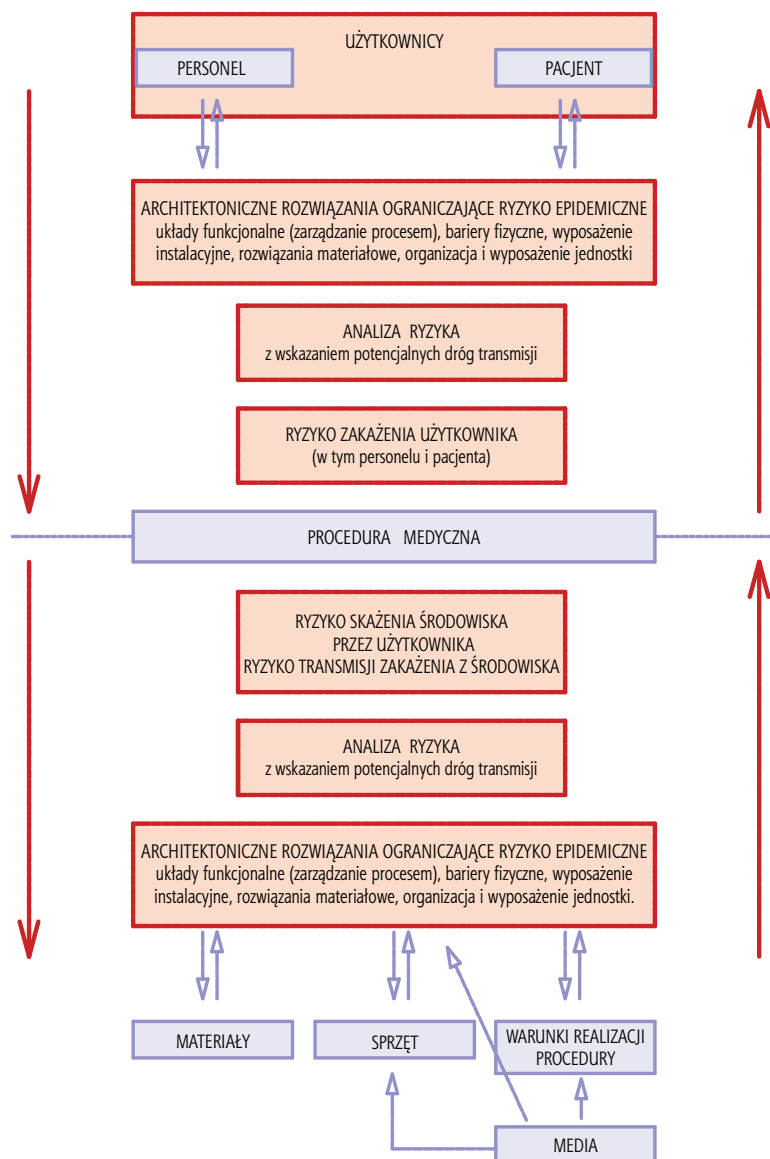 UŻYTKOWNICY
PERSONEL
PACJENT
ARCHITEKTONICZNE ROZWIĄZANIA OGRANICZAJĄCE RYZYKO EPIDEMICZNE
układy funkcjonalne (zarządzanie procesem), bariery fizyczne, wyposażenie
instalacyjne, rozwiązania materiałowe, organizacja i wyposażenie jednostki
ANALIZA RYZYKA
z wskazaniem potencjalnych dróg transmisji
RYZYKO ZAKAŻENIA UŻYTKOWNIKA
(w tym personelu i pacjenta)
PROCEDURA MEDYCZNA
RYZYKO SKAŻENIA ŚRODOWISKA
PRZEZ UŻYTKOWNIKA
RYZYKO TRANSMISJI ZAKAŻENIA Z ŚRODOWISKA
ANALIZA RYZYKA
z wskazaniem potencjalnych dróg transmisji
ARCHITEKTONICZNE ROZWIĄZANIA OGRANICZAJĄCE RYZYKO EPIDEMICZNE
układy funkcjonalne (zarządzanie procesem), bariery fizyczne, wyposażenie
instalacyjne, rozwiązania materiałowe, organizacja i wyposażenie jednostki.
MATERIAŁY
SPRZĘT
WARUNKI REALIZACJI
PROCEDURY
MEDIA